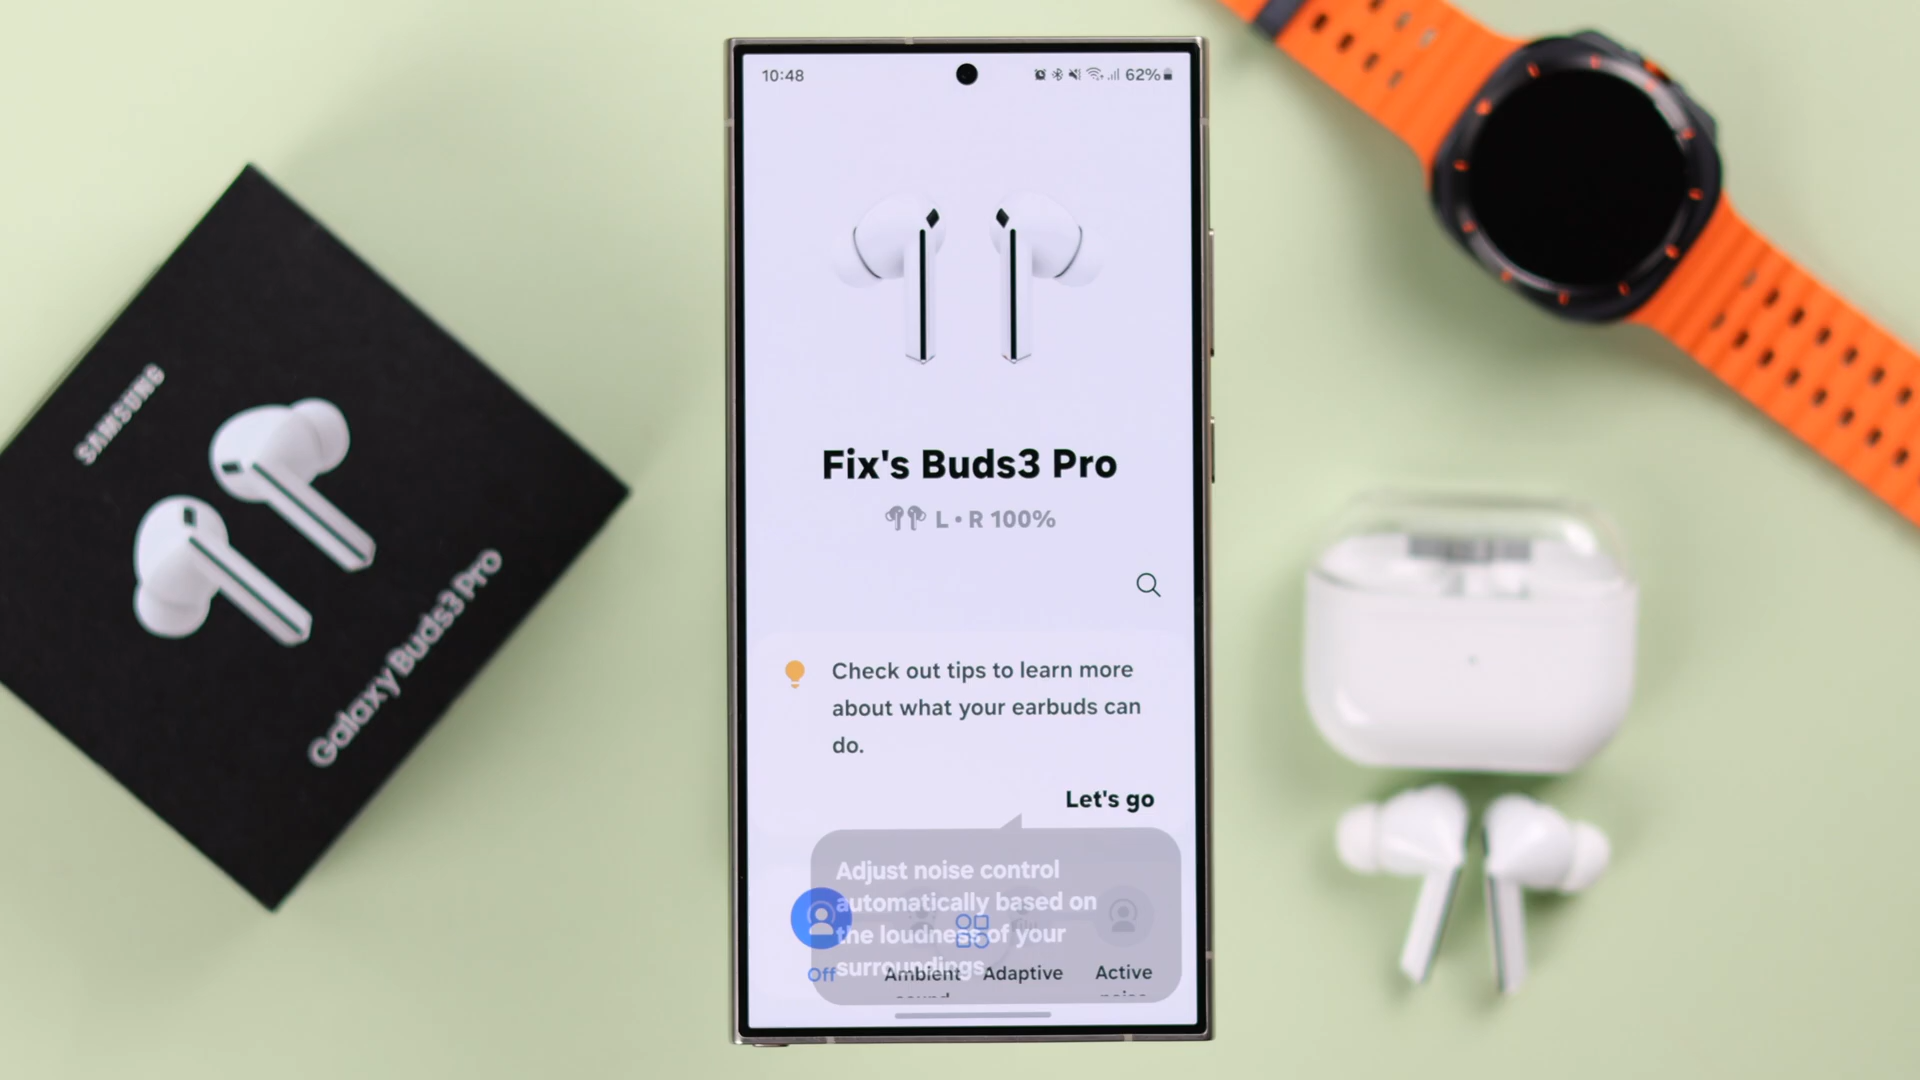 SAMSUNG
Galaxy Buds3 Pro
10:48
62%
Fix's Buds3 Pro
L • R 100%
Check out tips to learn more
about what your earbuds can
do.
Let's go
Adjust noise control
automatically based on
the loudness of your
surroundings.
Off
Ambient
sound
Adaptive
Active
noise